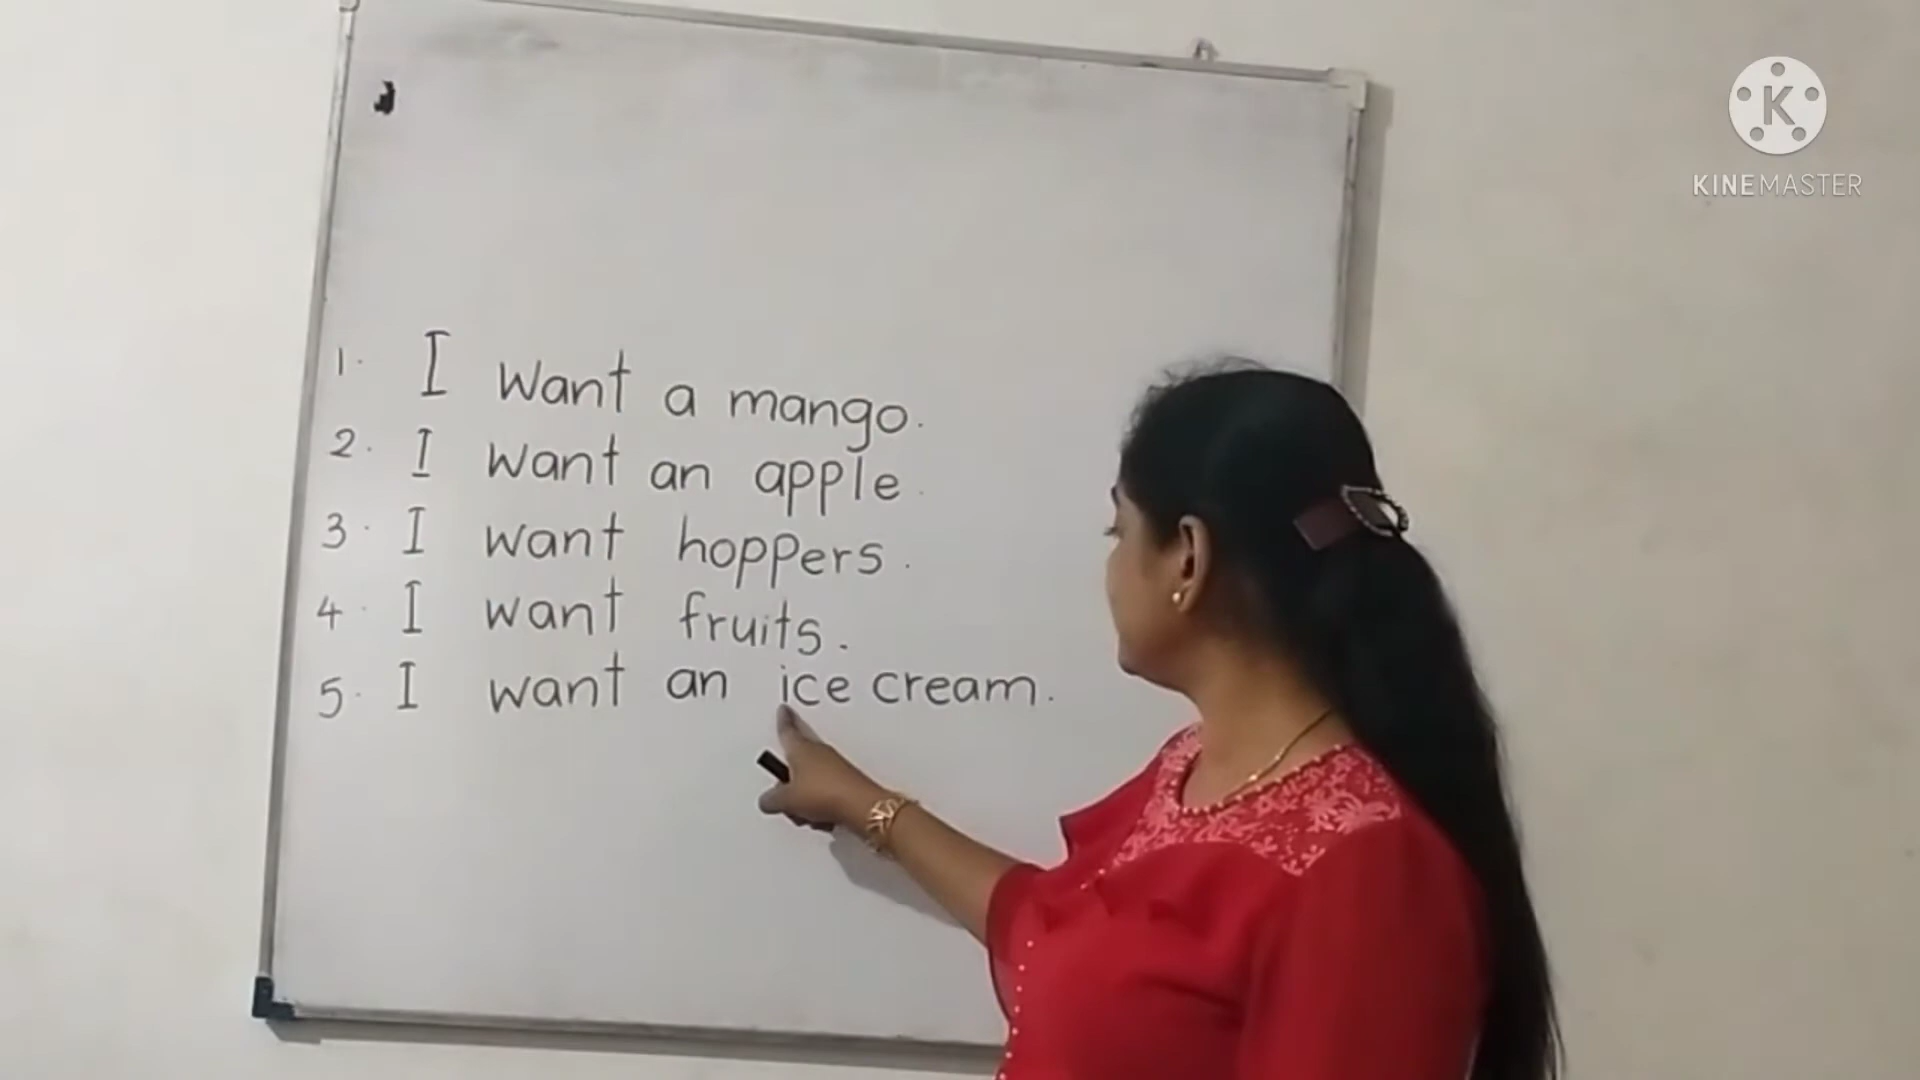 K
KINEMASTER
1. I want a mango.
2. I want an apple.
3. I want hoppers.
4. I want fruits.
5. I want an ice cream.